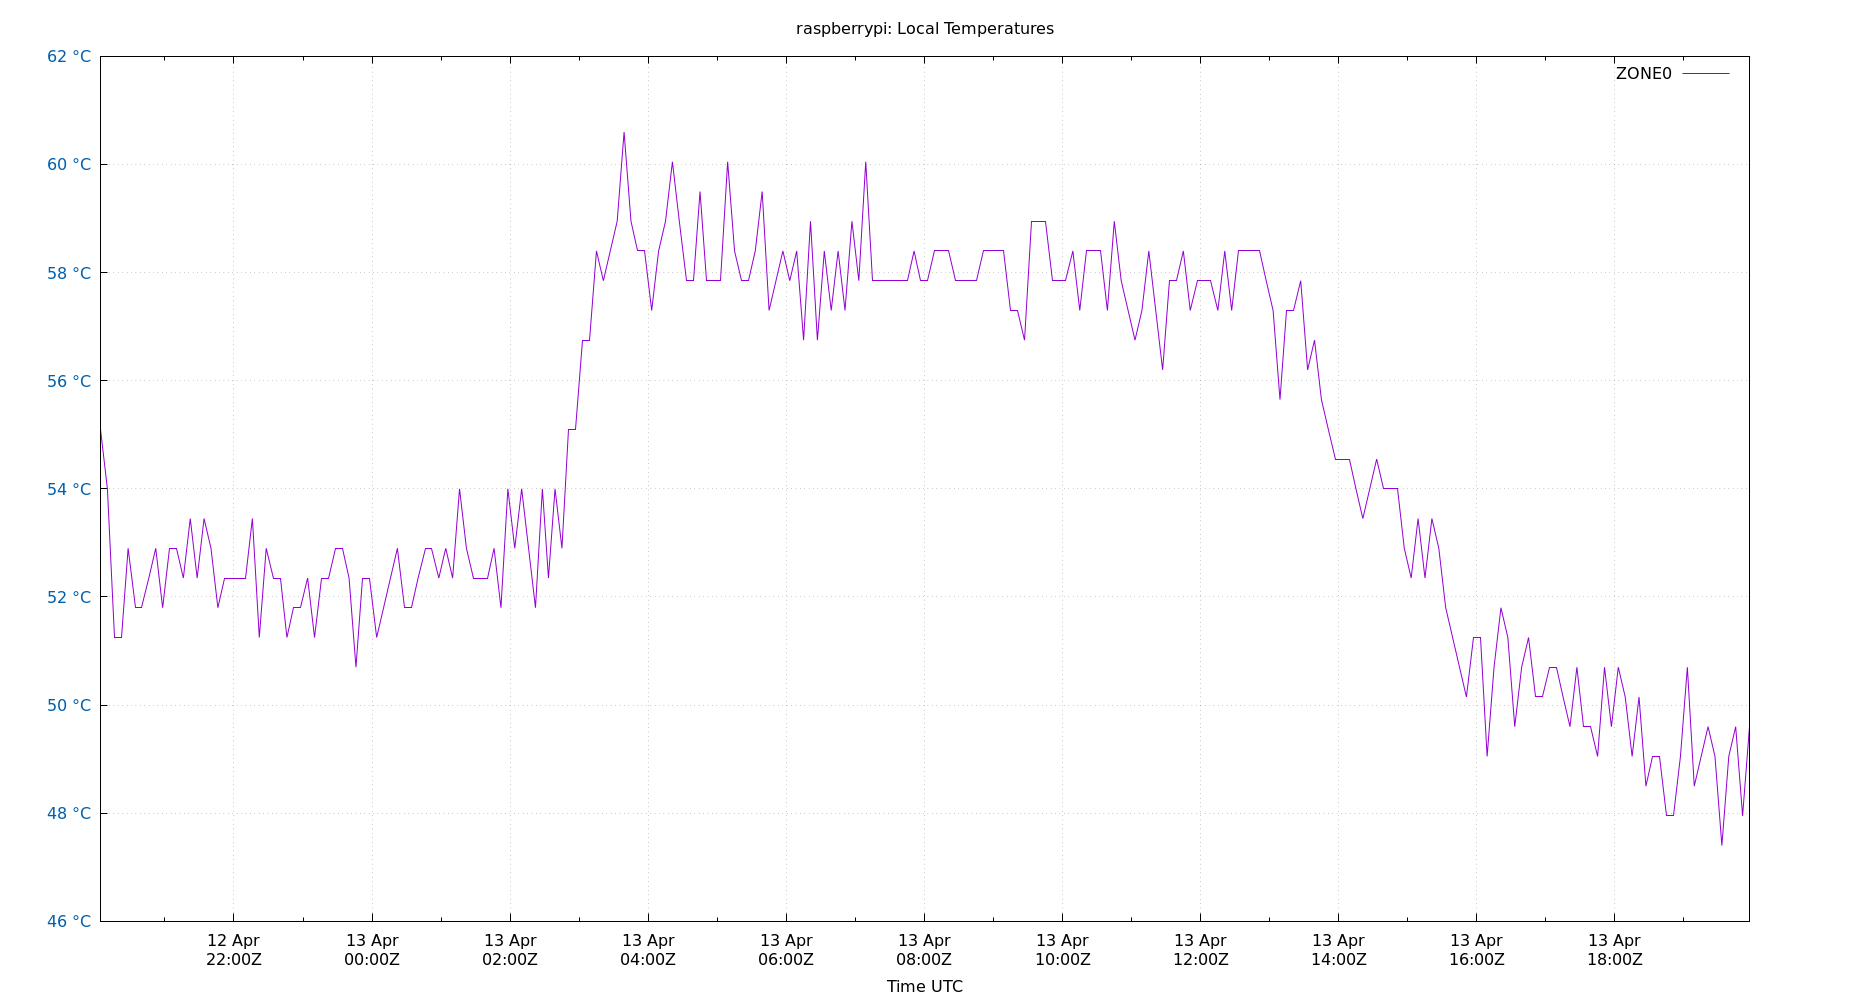 raspberrypi: Local Temperatures
62 °C
ZONE0
60 °C
58 °C
56 °C
54 °C
52 °C
50 °C
48 °C
46 °C
12 Apr 13 Apr 13 Apr 13 Apr 13 Apr 13 Apr 13 Apr 13 Apr 13 Apr 13 Apr 13 Apr
22:00Z 00:00Z 02:00Z 04:00Z 06:00Z 08:00Z 10:00Z 12:00Z 14:00Z 16:00Z 18:00Z
Time UTC